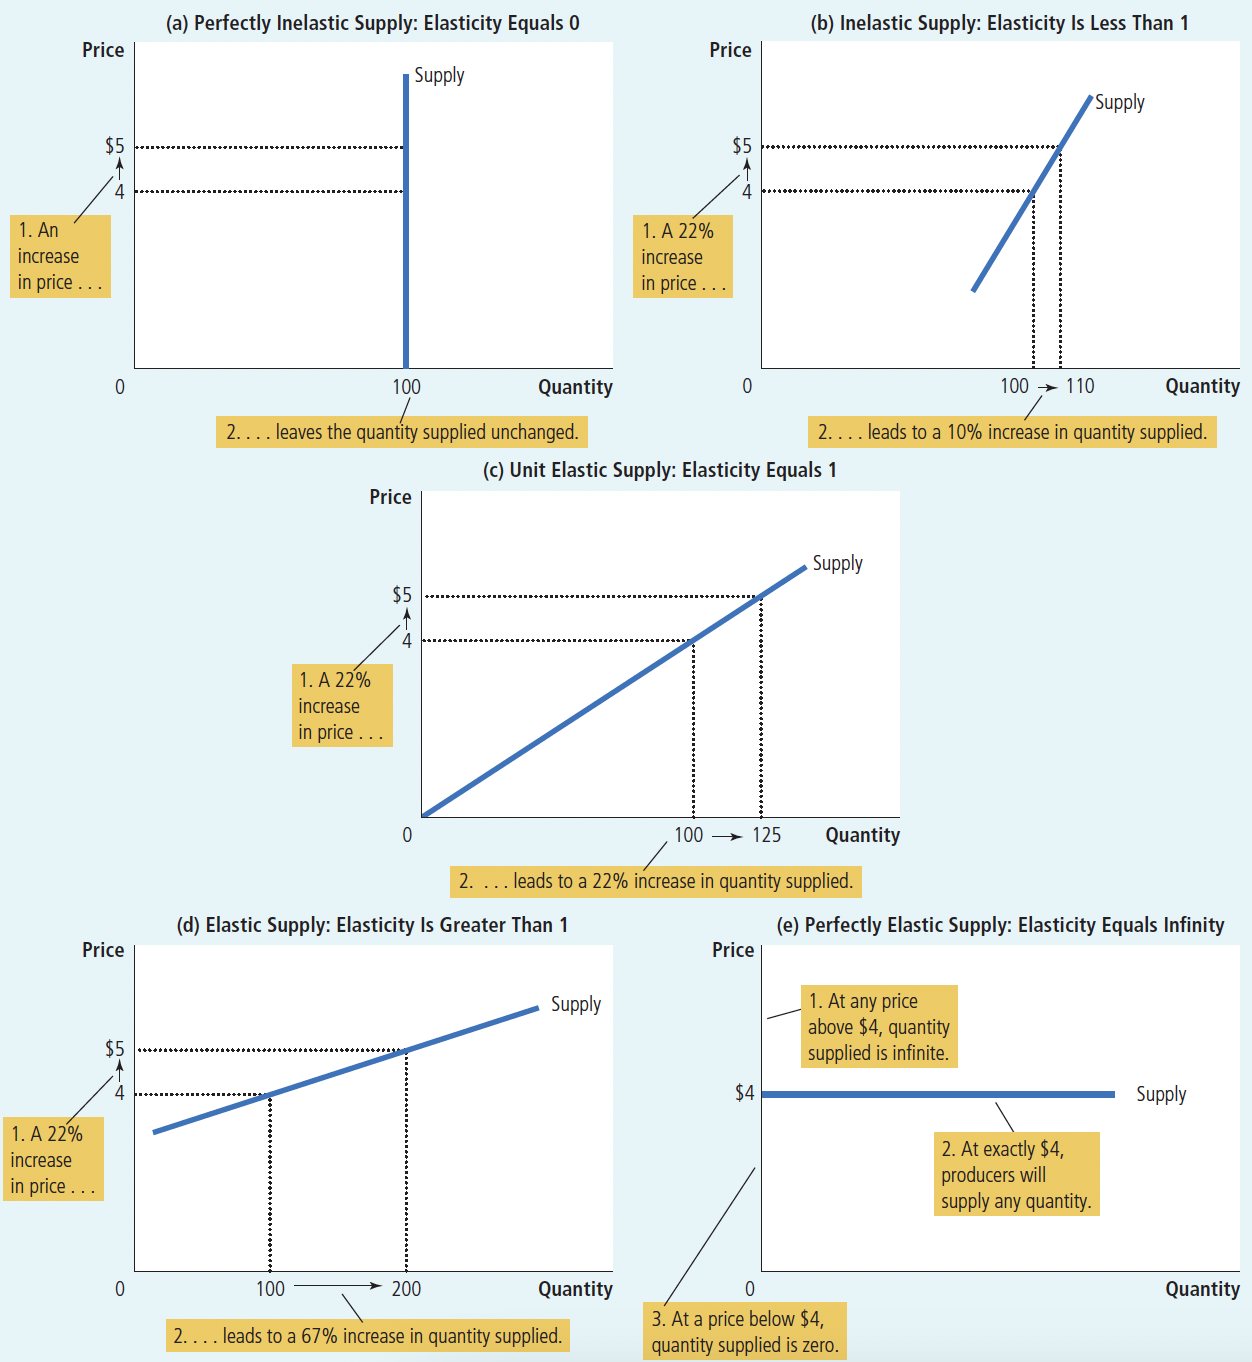 (a) Perfectly Inelastic Supply: Elasticity Equals 0
Price
Supply
$5
4
1. An
increase
in price . . .
0
100
Quantity
2. . . . leaves the quantity supplied unchanged.
(b) Inelastic Supply: Elasticity Is Less Than 1
Price
Supply
$5
4
1. A 22%
increase
in price . . .
0
100
110
Quantity
2. . . . leads to a 10% increase in quantity supplied.
(c) Unit Elastic Supply: Elasticity Equals 1
Price
Supply
$5
4
1. A 22%
increase
in price . . .
0
100
125
Quantity
2. . . . leads to a 22% increase in quantity supplied.
(d) Elastic Supply: Elasticity Is Greater Than 1
Price
Supply
$5
4
1. A 22%
increase
in price . . .
0
100
200
Quantity
2. . . . leads to a 67% increase in quantity supplied.
(e) Perfectly Elastic Supply: Elasticity Equals Infinity
Price
1. At any price
above $4, quantity
supplied is infinite.
$4
Supply
2. At exactly $4,
producers will
supply any quantity.
0
Quantity
3. At a price below $4,
quantity supplied is zero.